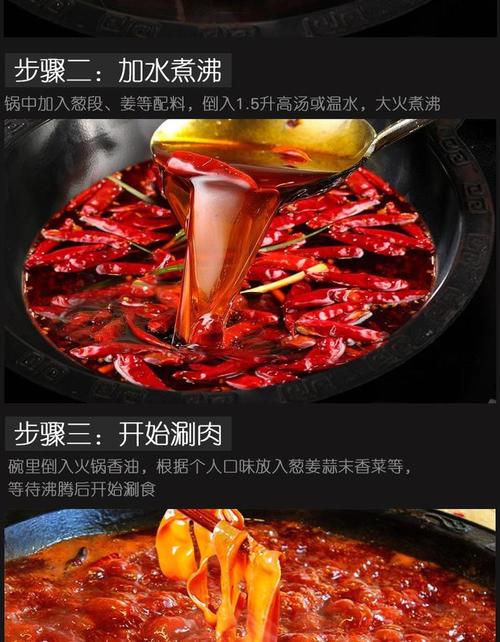 步骤二：加水煮沸
锅中加入葱段、姜等配料，倒入1.5升高汤或温水，大火煮沸
步骤三：开始涮肉
碗里倒入火锅香油，根据个人口味放入葱姜蒜末香菜等，
等待沸腾后开始涮食